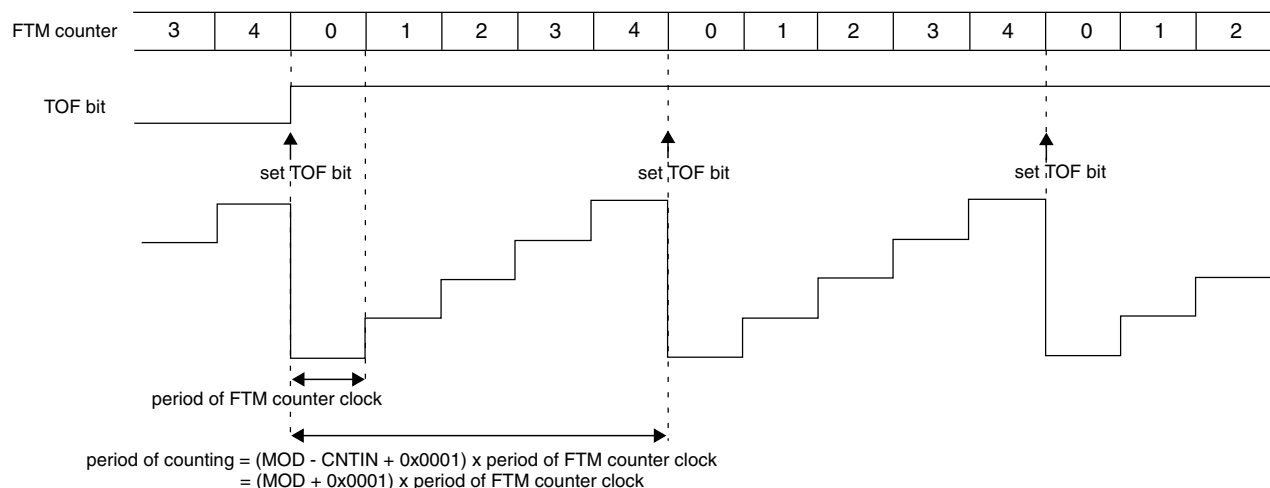 FTM counter 3 4 0 1 2 3 4 0 1 2 3 4 0 1 2
TOF bit
set TOF bit set TOF bit set TOF bit
period of FTM counter clock
period of counting = (MOD - CNTIN + 0x0001) x period of FTM counter clock
= (MOD + 0x0001) x period of FTM counter clock